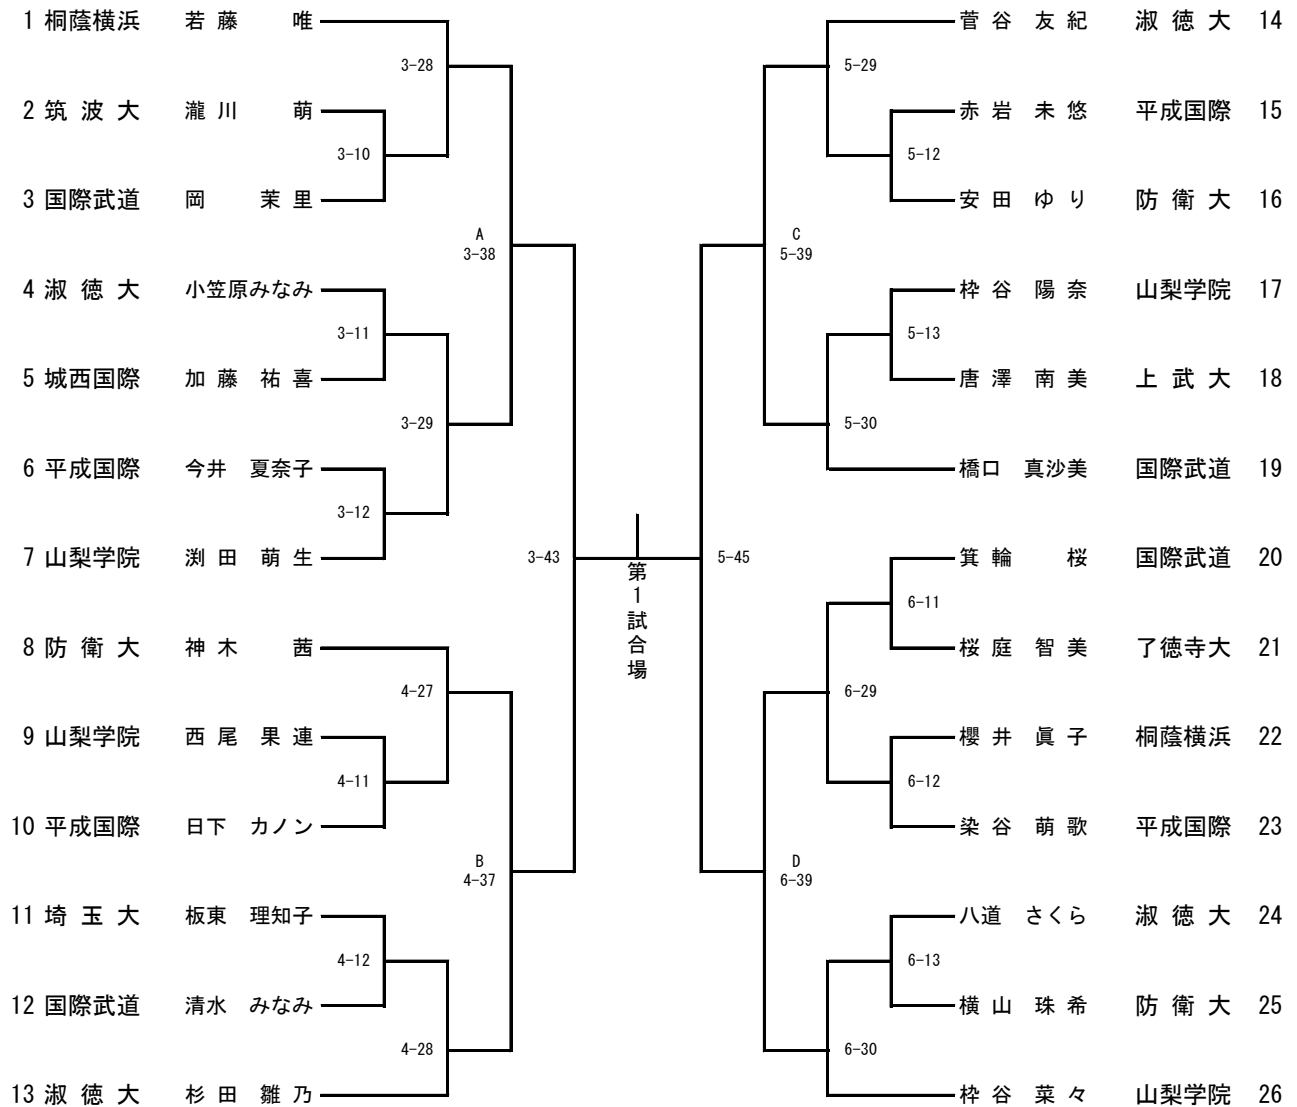 1 桐蔭横浜 若藤 唯
3-28
2 筑波大 瀧川 萌
3-10
3 国際武道 岡 茉里
A
3-38
4 淑徳大 小笠原みなみ
3-11
5 城西国際 加藤祐喜
3-29
6 平成国際 今井 夏奈子
3-12
7 山梨学院 渕田萌生
3-43
8 防衛大 神木 茜
4-27
9 山梨学院 西尾果連
4-11
10 平成国際 日下 カノン
B
4-37
11 埼玉大 板東 理知子
4-12
12 国際武道 清水 みなみ
4-28
13 淑徳大 杉田雛乃
第1試合場
菅谷友紀 淑徳大 14
5-29
赤岩未悠 平成国際 15
5-12
安田ゆり 防衛大 16
C
5-39
枠谷陽奈 山梨学院 17
5-13
唐澤南美 上武大 18
5-30
橋口 真沙美 国際武道 19
5-45
箕輪 桜 国際武道 20
6-11
桜庭智美 了徳寺大 21
6-29
櫻井眞子 桐蔭横浜 22
6-12
染谷萌歌 平成国際 23
D
6-39
八道 さくら 淑徳大 24
6-13
横山珠希 防衛大 25
6-30
枠谷菜々 山梨学院 26